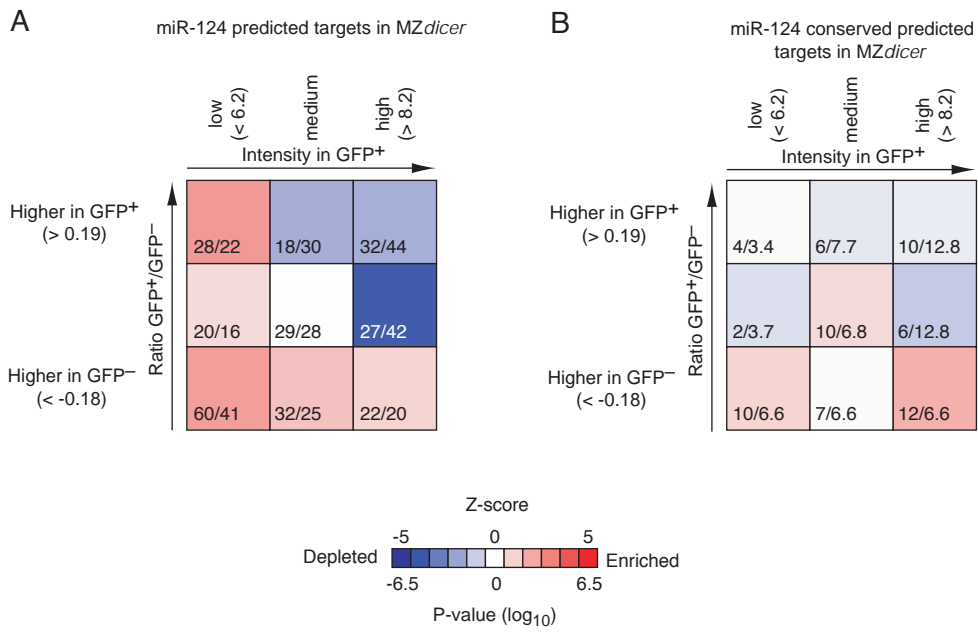 A
miR-124 predicted targets in MZdicer
low
(< 6.2)
medium
high
(> 8.2)
Intensity in GFP+
Higher in GFP+
(> 0.19)
Higher in GFP−
(< -0.18)
Ratio GFP+/GFP−
28/22 18/30 32/44
20/16 29/28 27/42
60/41 32/25 22/20
B
miR-124 conserved predicted
targets in MZdicer
low
(< 6.2)
medium
high
(> 8.2)
Intensity in GFP+
Higher in GFP+
(> 0.19)
Higher in GFP−
(< -0.18)
Ratio GFP+/GFP−
4/3.4 6/7.7 10/12.8
2/3.7 10/6.8 6/12.8
10/6.6 7/6.6 12/6.6
Z-score
-5 0 5
Depleted Enriched
-6.5 0 6.5
P-value (log10)